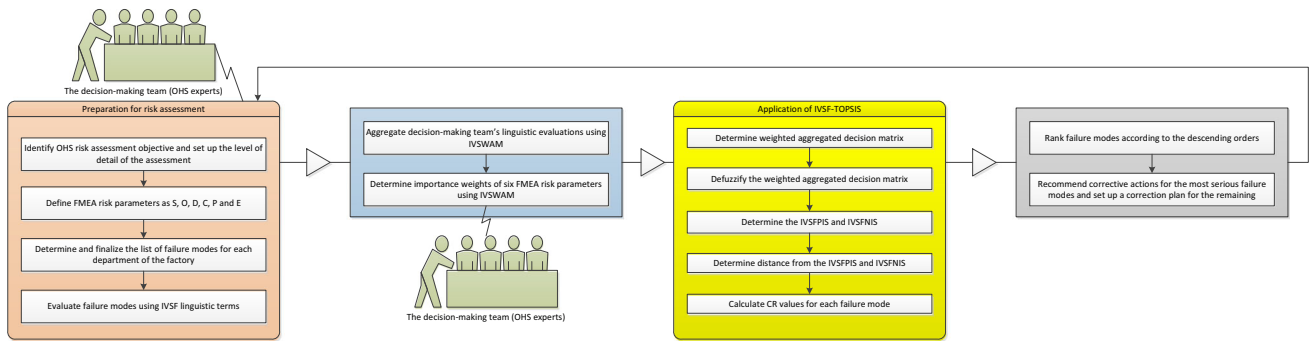 The decision-making team (OHS experts)
Preparation for risk assessment
Identify OHS risk assessment objective and set up the level of
detail of the assessment
Define FMEA risk parameters as S, O, D, C, P and E
Determine and finalize the list of failure modes for each
department of the factory
Evaluate failure modes using IVSF linguistic terms
Aggregate decision-making team's linguistic evaluations using
IVSWAM
Determine importance weights of six FMEA risk parameters
using IVSWAM
The decision-making team (OHS experts)
Application of IVSF-TOPSIS
Determine weighted aggregated decision matrix
Defuzzify the weighted aggregated decision matrix
Determine the IVSFPIS and IVSFNIS
Determine distance from the IVSFPIS and IVSFNIS
Calculate CR values for each failure mode
Rank failure modes according to the descending orders
Recommend corrective actions for the most serious failure
modes and set up a correction plan for the remaining